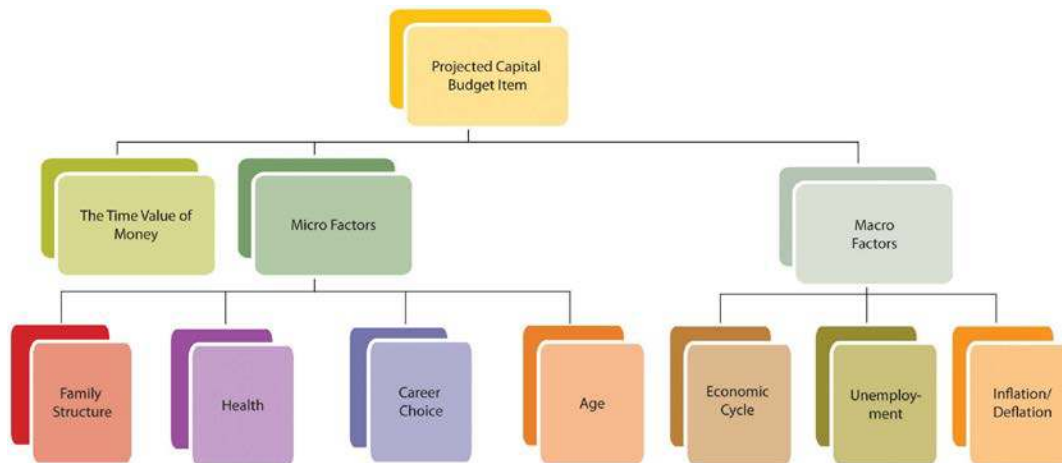 Projected Capital
Budget Item
The Time Value of
Money
Micro Factors
Macro
Factors
Family
Structure
Health
Career
Choice
Age
Economic
Cycle
Unemploy-
ment
Inflation/
Deflation